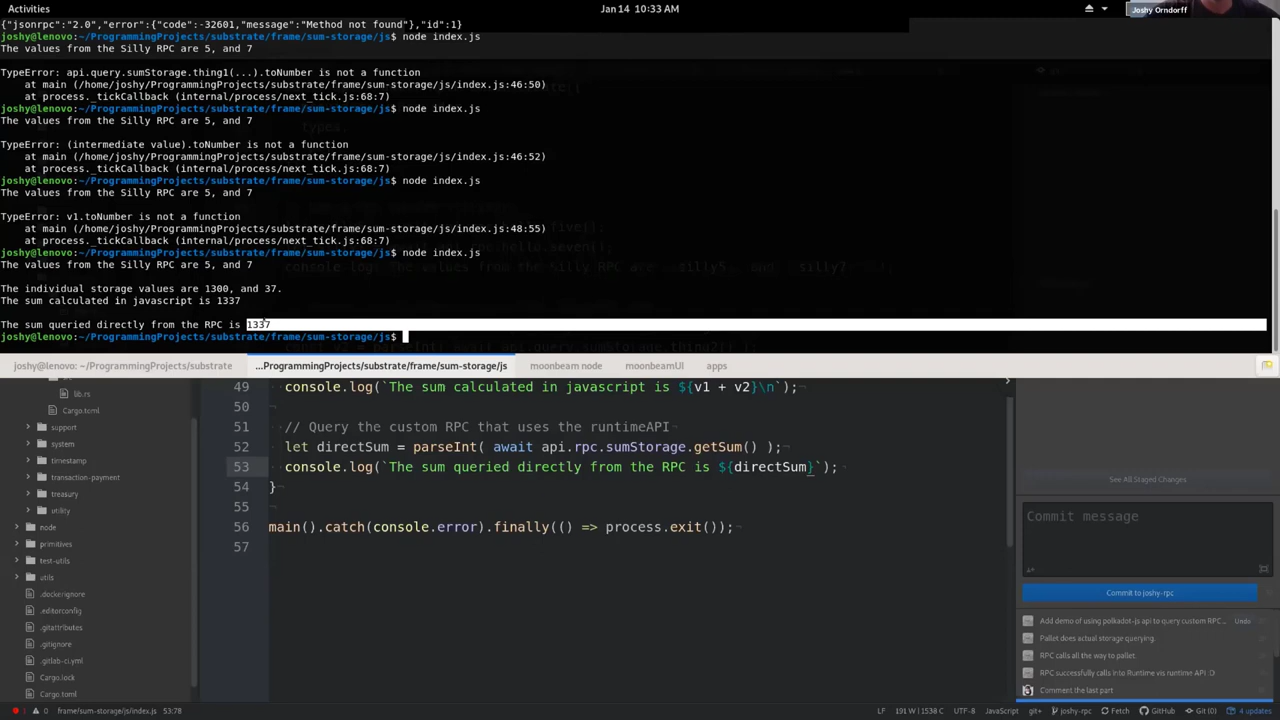 Activities
Jan 14 10:33 AM
Joshy Orndorff
{"jsonrpc":"2.0","error":{"code":-32601,"message":"Method not found"},"id":1}
joshy@lenovo:~/ProgrammingProjects/substrate/frame/sum-storage/js$ node index.js
The values from the Silly RPC are 5, and 7
TypeError: api.query.sumStorage.thing1(...).toNumber is not a function
at main (/home/joshy/ProgrammingProjects/substrate/frame/sum-storage/js/index.js:46:50)
at process._tickCallback (internal/process/next_tick.js:68:7)
joshy@lenovo:~/ProgrammingProjects/substrate/frame/sum-storage/js$ node index.js
The values from the Silly RPC are 5, and 7
TypeError: (intermediate value).toNumber is not a function
at main (/home/joshy/ProgrammingProjects/substrate/frame/sum-storage/js/index.js:46:52)
at process._tickCallback (internal/process/next_tick.js:68:7)
joshy@lenovo:~/ProgrammingProjects/substrate/frame/sum-storage/js$ node index.js
The values from the Silly RPC are 5, and 7
TypeError: v1.toNumber is not a function
at main (/home/joshy/ProgrammingProjects/substrate/frame/sum-storage/js/index.js:48:55)
at process._tickCallback (internal/process/next_tick.js:68:7)
joshy@lenovo:~/ProgrammingProjects/substrate/frame/sum-storage/js$ node index.js
The values from the Silly RPC are 5, and 7
The individual storage values are 1300, and 37.
The sum calculated in javascript is 1337
The sum queried directly from the RPC is 1337
joshy@lenovo:~/ProgrammingProjects/substrate/frame/sum-storage/js$
joshy@lenovo: ~/ProgrammingProjects/substrate
...ProgrammingProjects/substrate/frame/sum-storage/js
moonbeam node
moonbeamUI
apps
lib.rs
Cargo.toml
support
system
timestamp
transaction-payment
treasury
utility
node
primitives
test-utils
utils
.dockerignore
.editorconfig
.gitattributes
.gitignore
.gitlab-ci.yml
Cargo.lock
Cargo.toml
49 console.log(`The sum calculated in javascript is ${v1 + v2}\n`);
50
51 // Query the custom RPC that uses the runtimeAPI
52 let directSum = parseInt( await api.rpc.sumStorage.getSum() );
53 console.log(`The sum queried directly from the RPC is ${directSum}`);
54 }
55
56 main().catch(console.error).finally(() => process.exit());
57
See All Staged Changes
Commit message
Commit to joshy-rpc
Add demo of using polkadot-js api to query custom RPC... Undo
Pallet does actual storage querying.
RPC calls all the way to pallet.
RPC successfully calls into Runtime vis runtime API :D
Comment the last part
0 frame/sum-storage/js/index.js 53:78
LF 191 W | 1538 C UTF-8 JavaScript git+ joshy-rpc Fetch GitHub Git (0) 4 updates